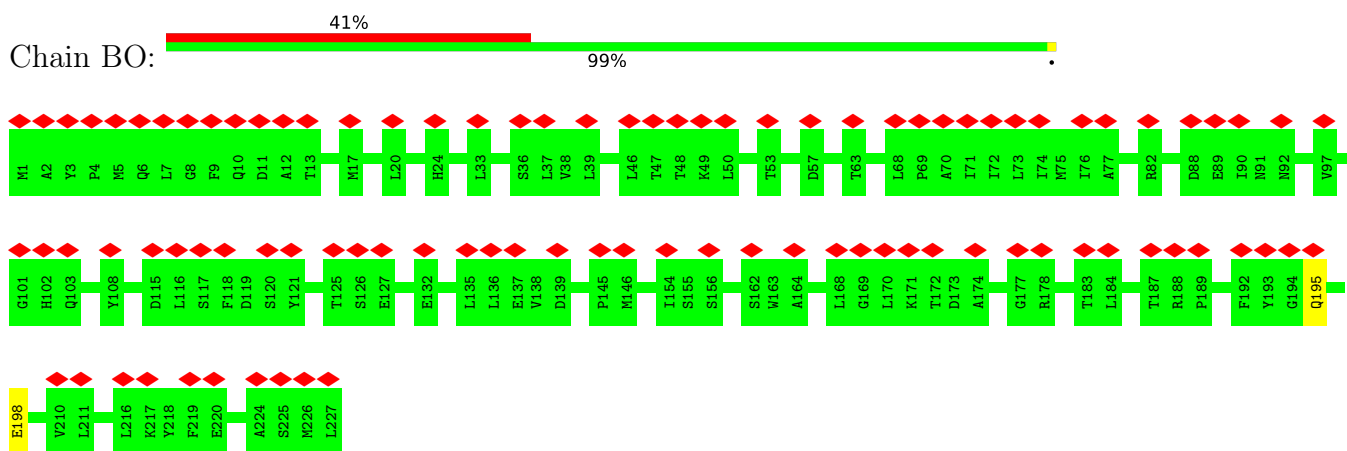 41%
Chain BO:
99%
•
M1 A2 Y3 P4 M5 Q6 L7 G8 F9 Q10 D11 A12 T13 M17 L20 H24 L33 S36 L37 V38 L39 L46 T47 T48 K49 L50 T53 D57 T63 L68 P69 A70 I71 I72 L73 I74 M75 I76 A77 R82 D88 E89 I90 N91 N92 V97
G101 H102 Q103 Y108 D115 L116 S117 F118 D119 S120 Y121 T125 S126 E127 E132 L135 L136 E137 V138 D139 P145 M146 I154 S155 S156 S162 W163 A164 L168 G169 L170 K171 T172 D173 A174 G177 R178 T183 L184 T187 R188 P189 F192 Y193 G194 Q195
E198 V210 L211 L216 K217 Y218 F219 E220 A224 S225 M226 L227